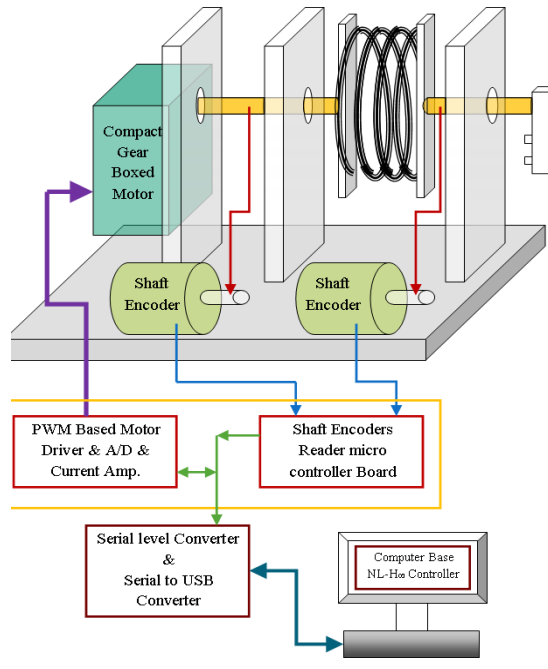 Compact
Gear
Boxed
Motor
Shaft
Encoder
Shaft
Encoder
PWM Based Motor
Driver & A/D &
Current Amp.
Shaft Encoders
Reader micro
controller Board
Serial level Converter
&
Serial to USB
Converter
Computer Base
NL-H∞ Controller